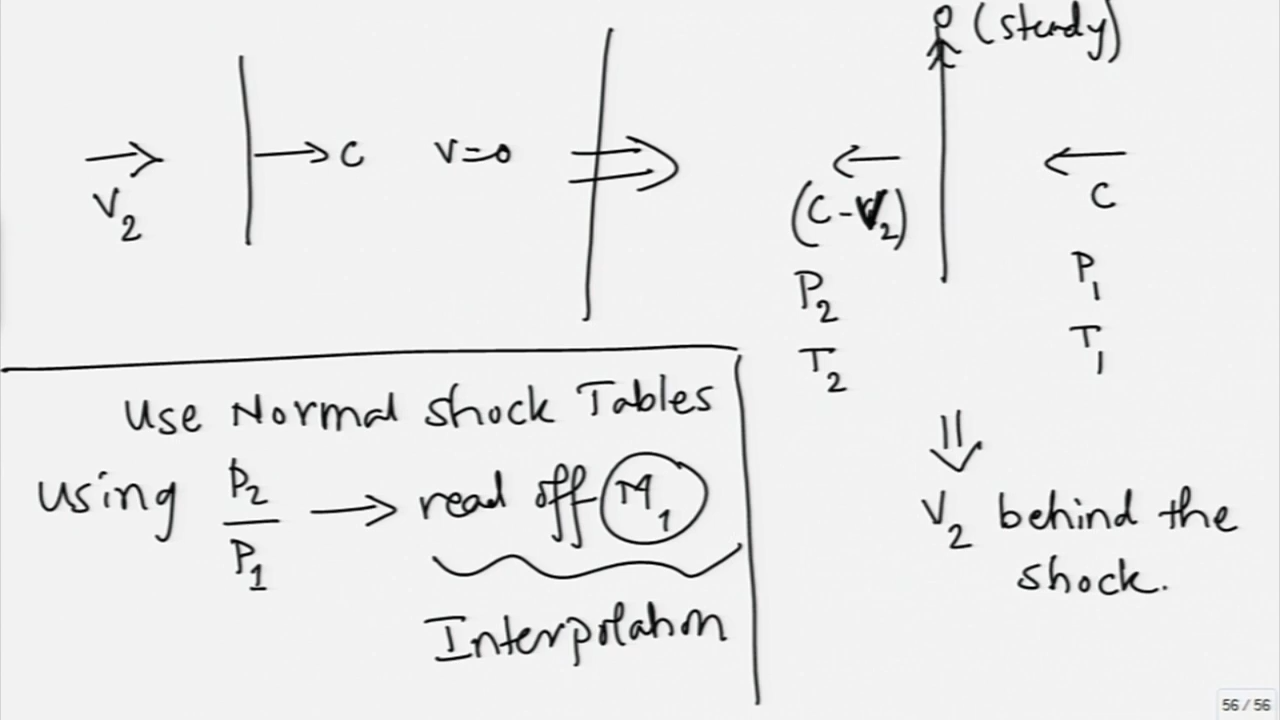 (steady)
V₂
C
V=0
(C-V₂)
P₂
T₂
C
P₁
T₁
Use Normal Shock Tables
Using P₂/P₁ → read off M₁
Interpolation
⇓
V₂ behind the
shock.
56 / 56